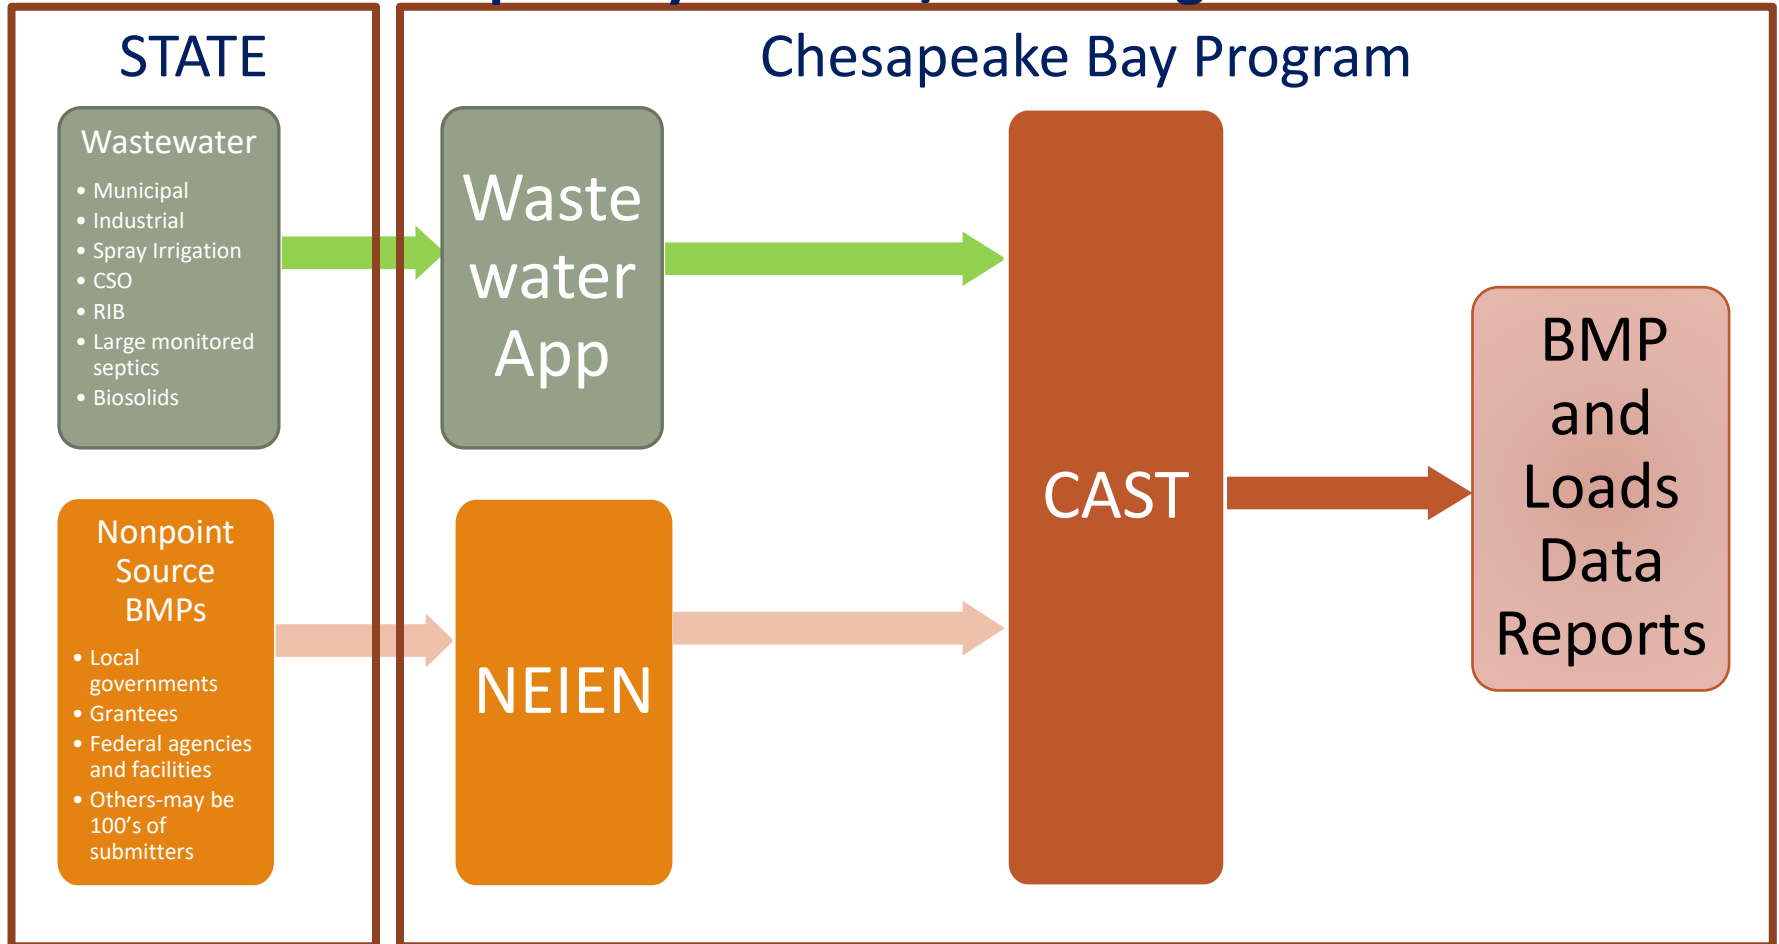 STATE
Wastewater
• Municipal
• Industrial
• Spray Irrigation
• CSO
• RIB
• Large monitored
septics
• Biosolids
Nonpoint
Source
BMPs
• Local
governments
• Grantees
• Federal agencies
and facilities
• Others-may be
100’s of
submitters
Chesapeake Bay Program
Waste
water
App
NEIEN
CAST
BMP
and
Loads
Data
Reports